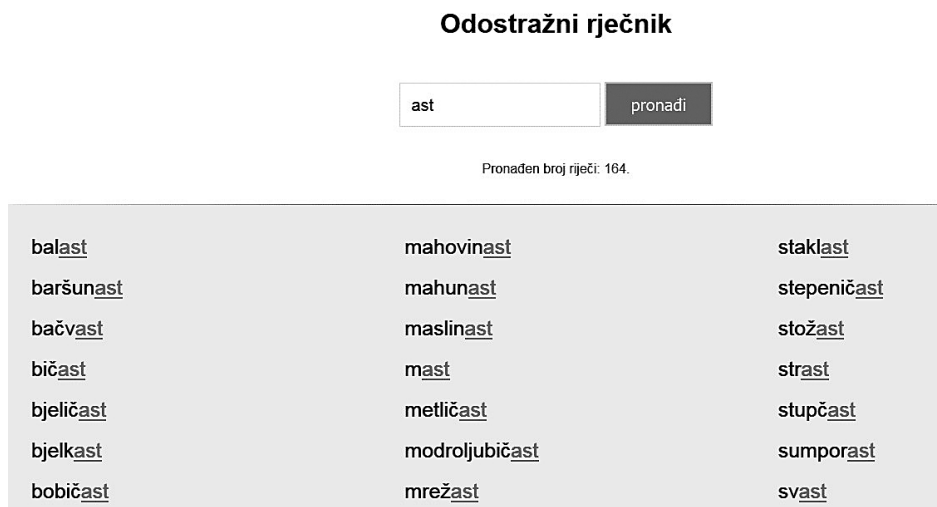 Odostražni rječnik
ast
pronađi
Pronađen broj riječi: 164.
balast
mahovinast
staklast
baršunast
mahunast
stepeničast
bačvast
maslinast
stožast
bičast
mast
strast
bjeličast
metličast
stupčast
bjelkast
modroljubičast
sumporast
bobičast
mrežast
svast